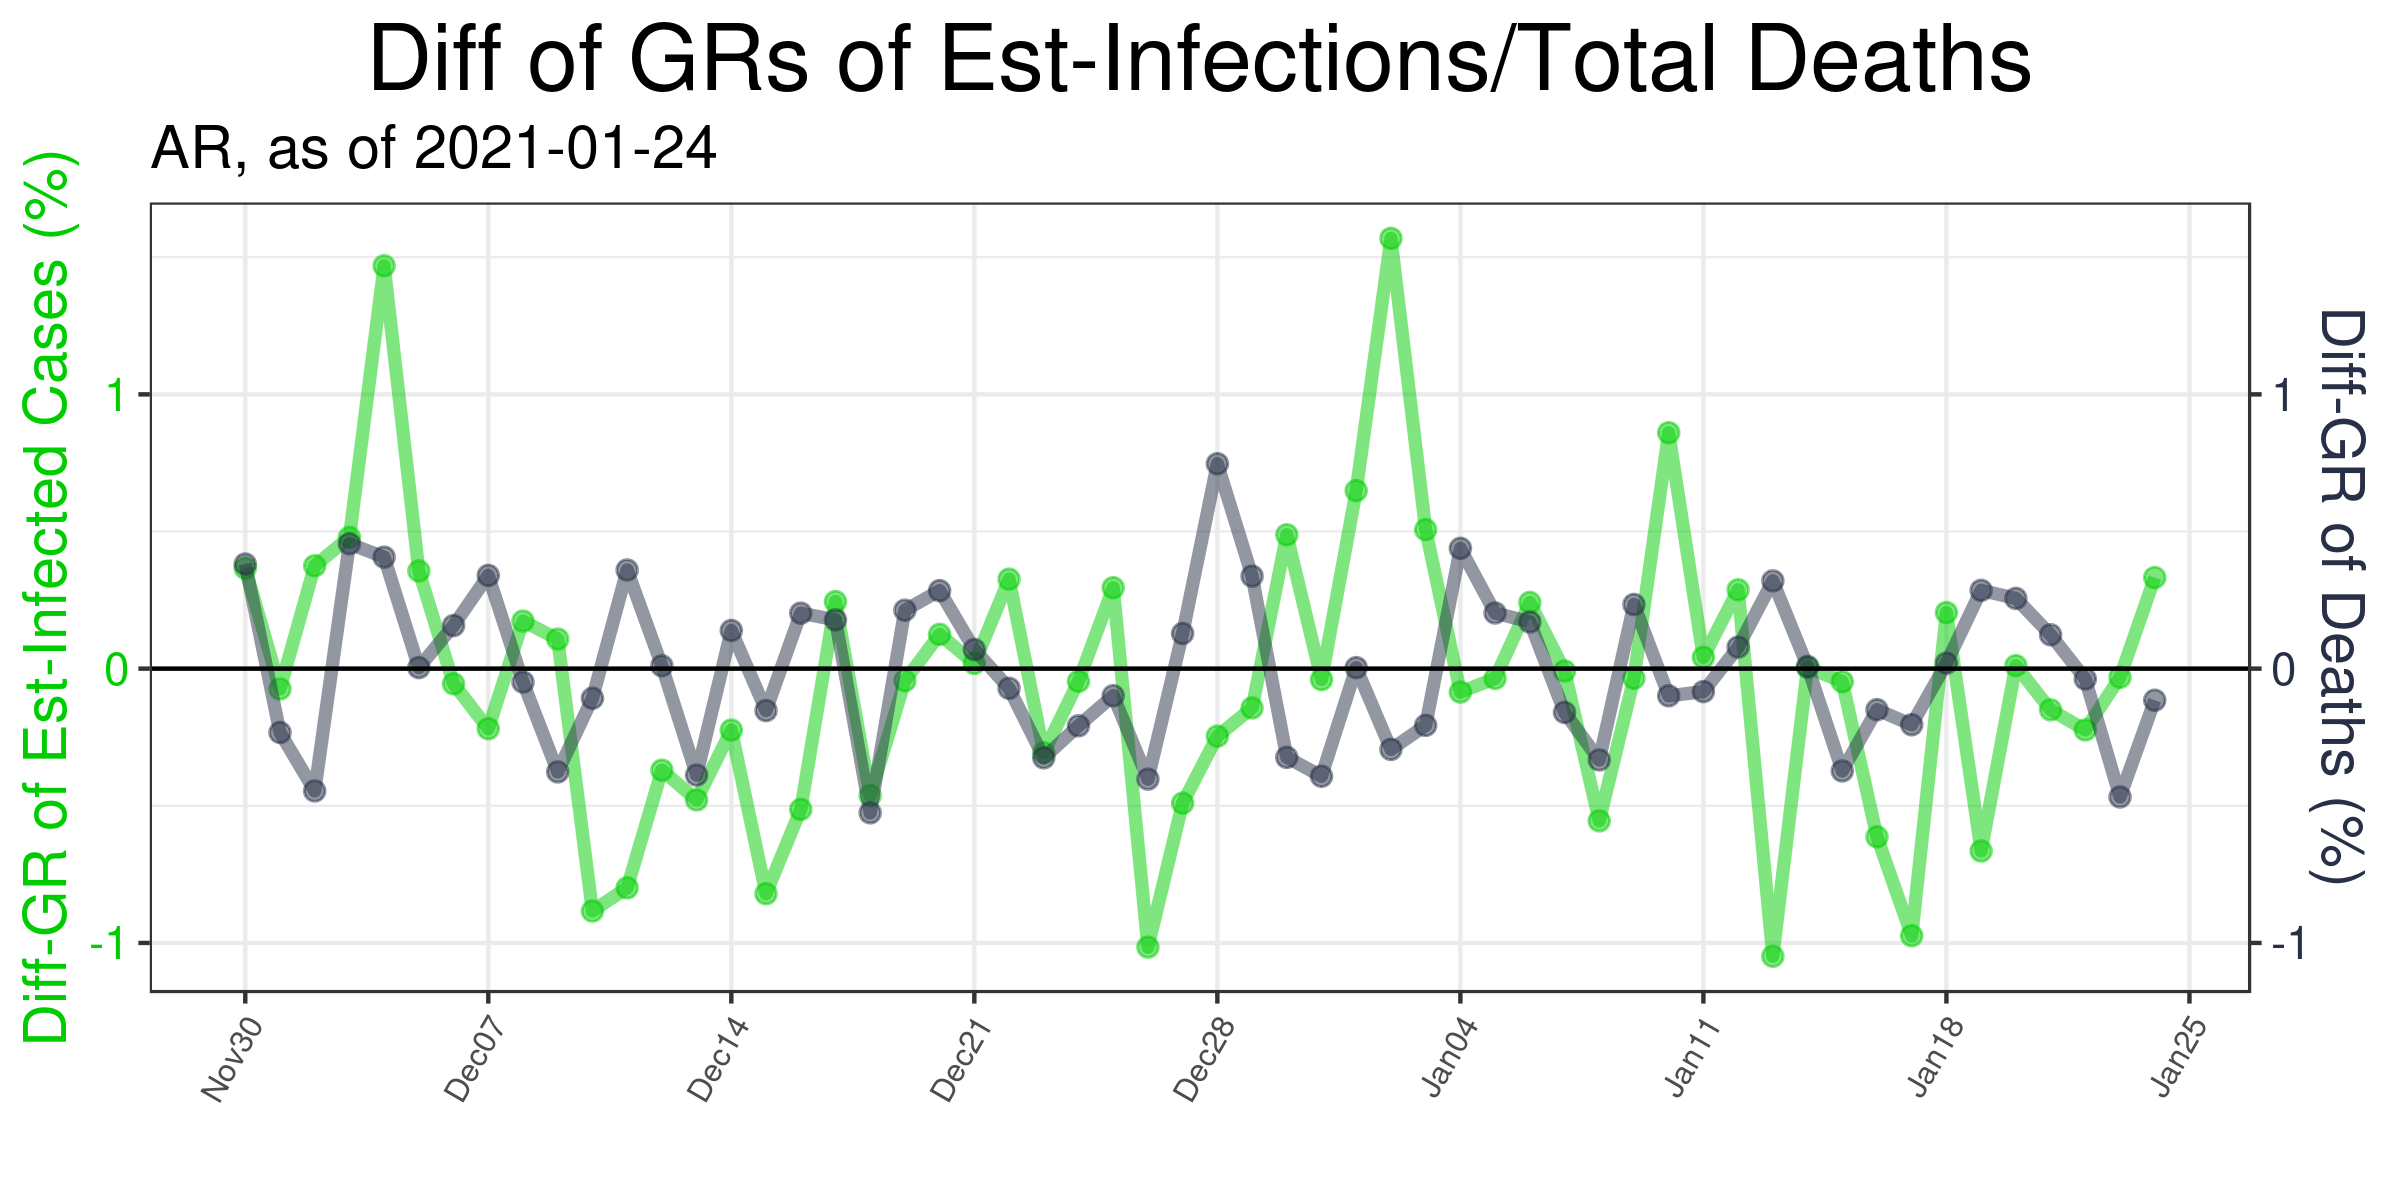 Diff of GRs of Est-Infections/Total Deaths
AR, as of 2021-01-24
Diff-GR of Est-Infected Cases (%)
1
0
-1
1
0
-1
Diff-GR of Deaths (%)
Nov30
Dec07
Dec14
Dec21
Dec28
Jan04
Jan11
Jan18
Jan25